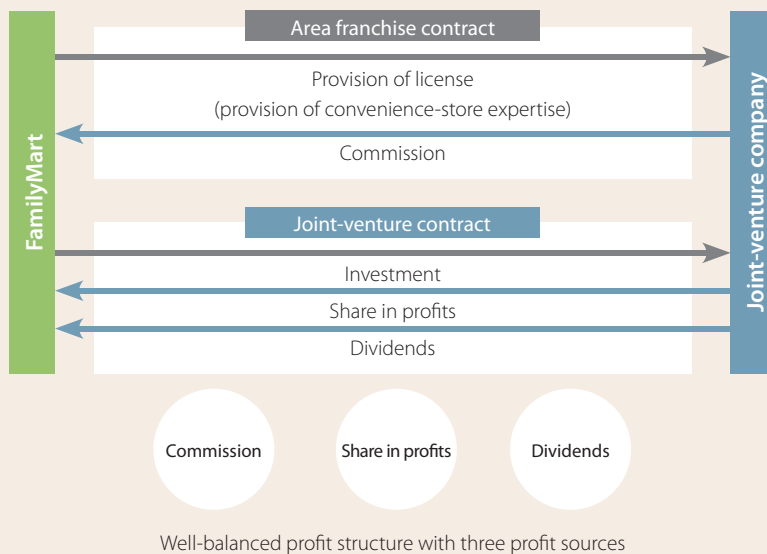 Area franchise contract
Provision of license
(provision of convenience-store expertise)
Commission
FamilyMart
Joint-venture company
Joint-venture contract
Investment
Share in profits
Dividends
Commission
Share in profits
Dividends
Well-balanced profit structure with three profit sources